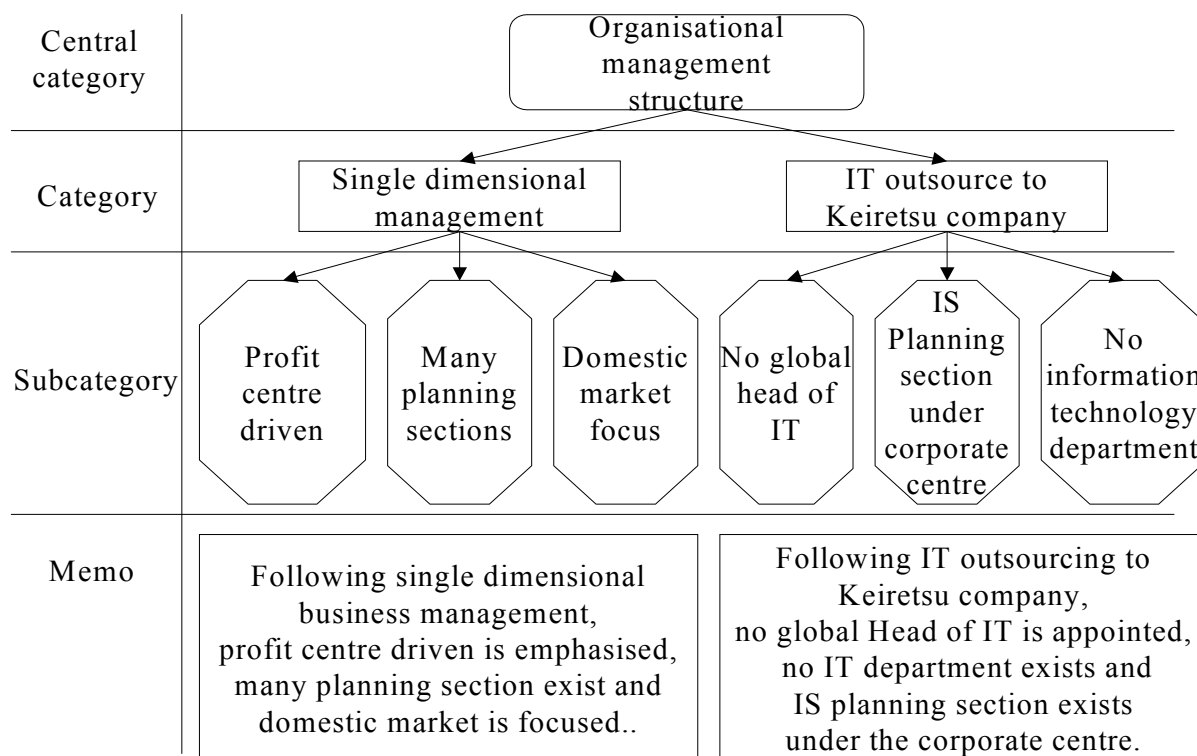 Central
category
Organisational
management
structure
Category
Single dimensional
management
IT outsource to
Keiretsu company
Subcategory
Profit
centre
driven
Many
planning
sections
Domestic
market
focus
No global
head of
IT
IS
Planning
section
under
corporate
centre
No
information
technology
department
Memo
Following single dimensional
business management,
profit centre driven is emphasised,
many planning section exist and
domestic market is focused..
Following IT outsourcing to
Keiretsu company,
no global Head of IT is appointed,
no IT department exists and
IS planning section exists
under the corporate centre.